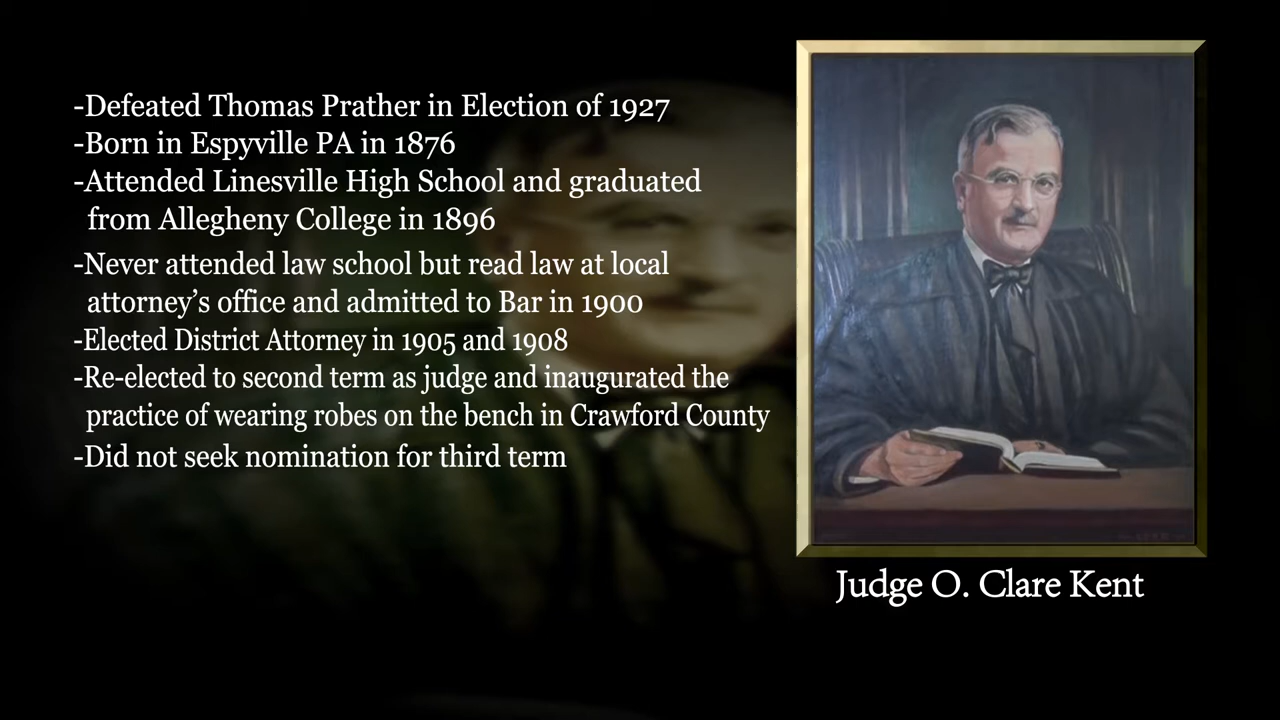 -Defeated Thomas Prather in Election of 1927
-Born in Espyville PA in 1876
-Attended Linesville High School and graduated
from Allegheny College in 1896
-Never attended law school but read law at local
attorney’s office and admitted to Bar in 1900
-Elected District Attorney in 1905 and 1908
-Re-elected to second term as judge and inaugurated the
practice of wearing robes on the bench in Crawford County
-Did not seek nomination for third term
Judge O. Clare Kent